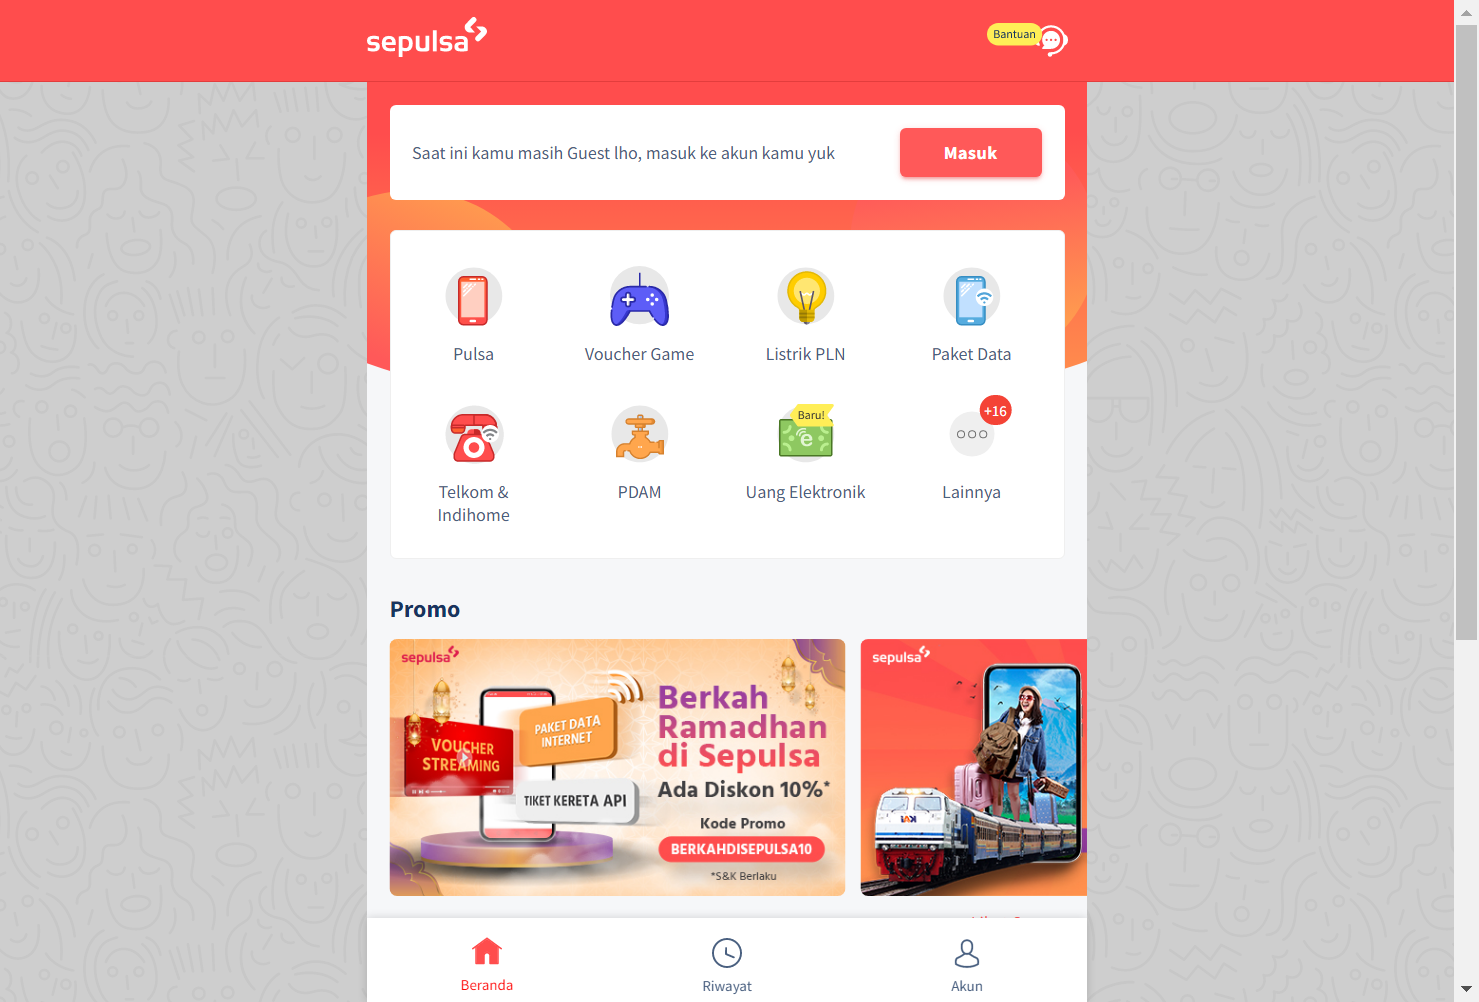 sepulsa
Bantuan
Saat ini kamu masih Guest lho, masuk ke akun kamu yuk
Masuk
Pulsa
Voucher Game
Listrik PLN
Paket Data
Telkom &
Indihome
PDAM
Baru!
e
Uang Elektronik
+16
Lainnya
Promo
sepulsa
VOUCHER
STREAMING
PAKET DATA
INTERNET
TIKET KERETA API
Berkah
Ramadhan
di Sepulsa
Ada Diskon 10%*
Kode Promo
BERKAHDISEPULSA10
*S&K Berlaku
sepulsa
KAI
Beranda
Riwayat
Akun